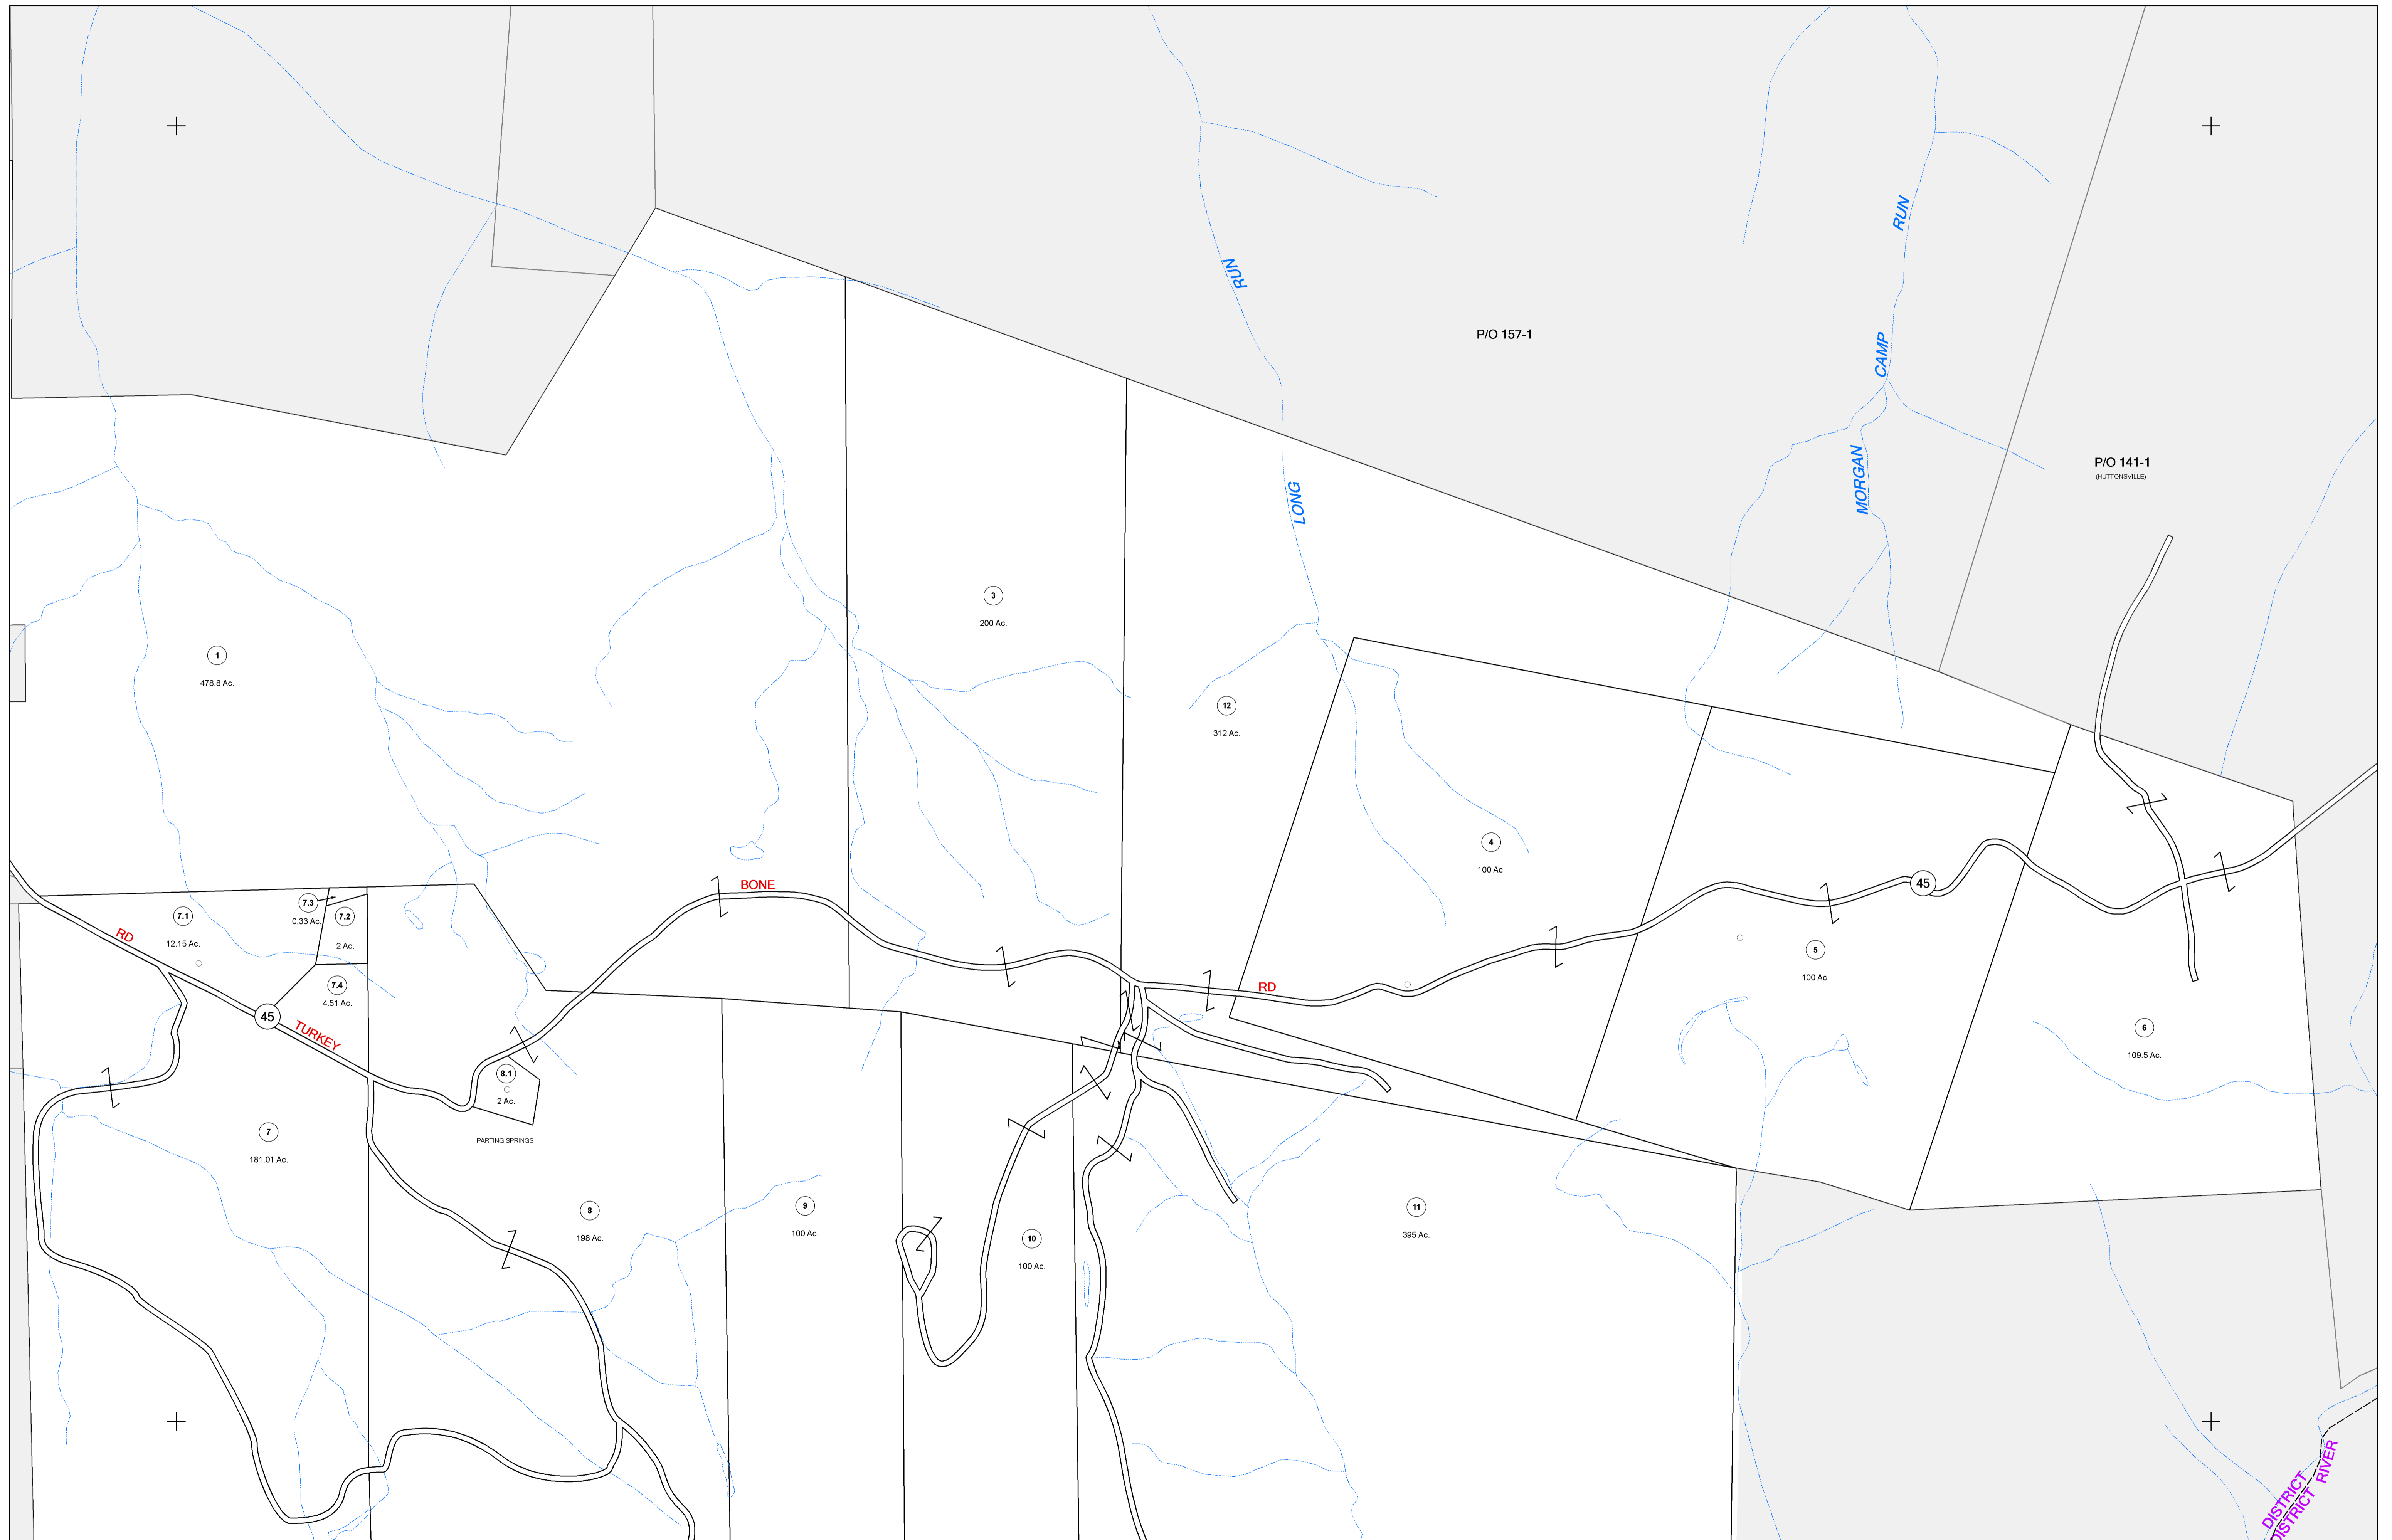 RUN
RUN
P/O 157-1
CAMP
P/O 141-1
(HUTTONSVILLE)
MORGAN
LONG
3
200 Ac.
1
478.8 Ac.
12
312 Ac.
4
100 Ac.
45
BONE
7.3
0.33 Ac.
7.1
12.15 Ac.
7.2
2 Ac.
RD
5
100 Ac.
7.4
4.51 Ac.
RD
45
TURKEY
6
109.5 Ac.
8.1
2 Ac.
7
181.01 Ac.
PARTING SPRINGS
8
198 Ac.
9
100 Ac.
10
100 Ac.
11
395 Ac.
DISTRICT
DISTRICT RIVER